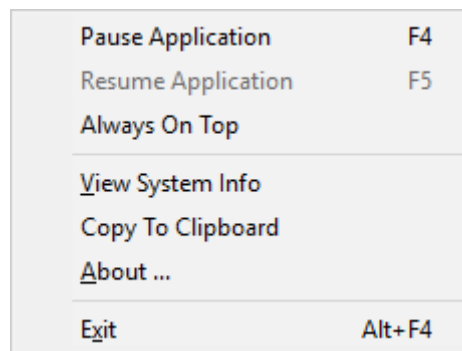 Pause Application F4
Resume Application F5
Always On Top
View System Info
Copy To Clipboard
About ...
Exit Alt+F4